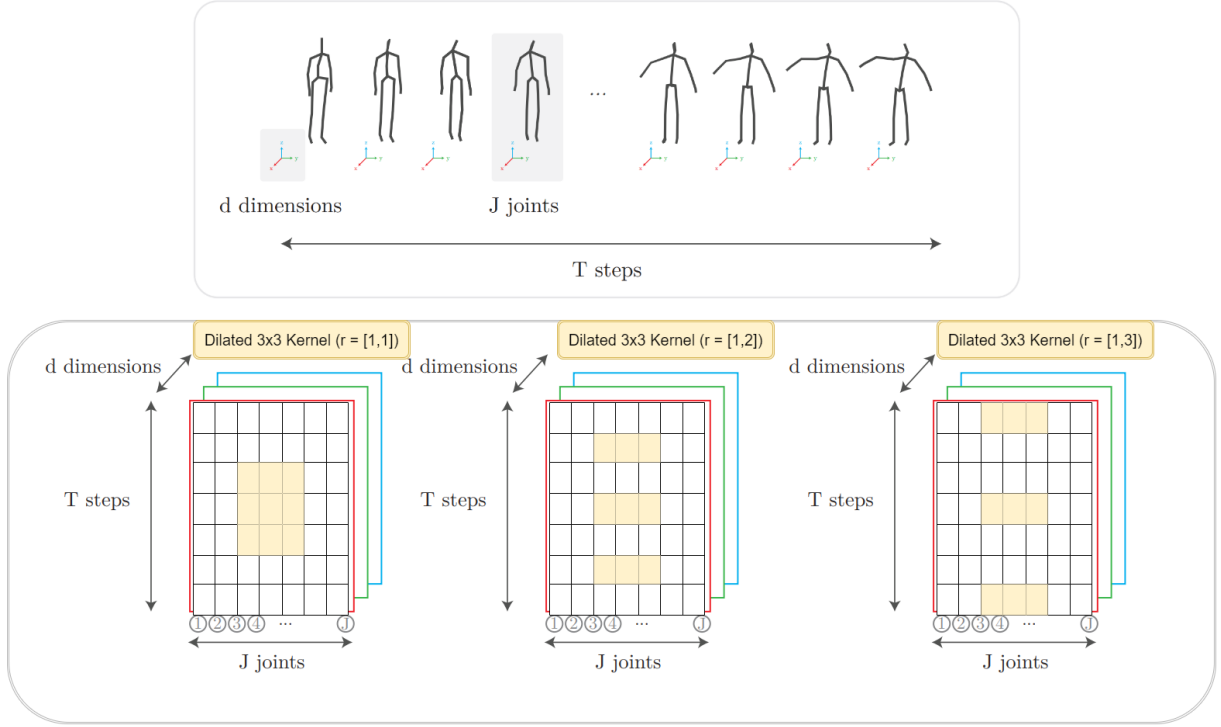 ...
d dimensions
J joints
T steps
Dilated 3x3 Kernel (r = [1,1])
d dimensions
T steps
1 2 3 4 ... J
J joints
Dilated 3x3 Kernel (r = [1,2])
d dimensions
T steps
1 2 3 4 ... J
J joints
Dilated 3x3 Kernel (r = [1,3])
d dimensions
T steps
1 2 3 4 ... J
J joints